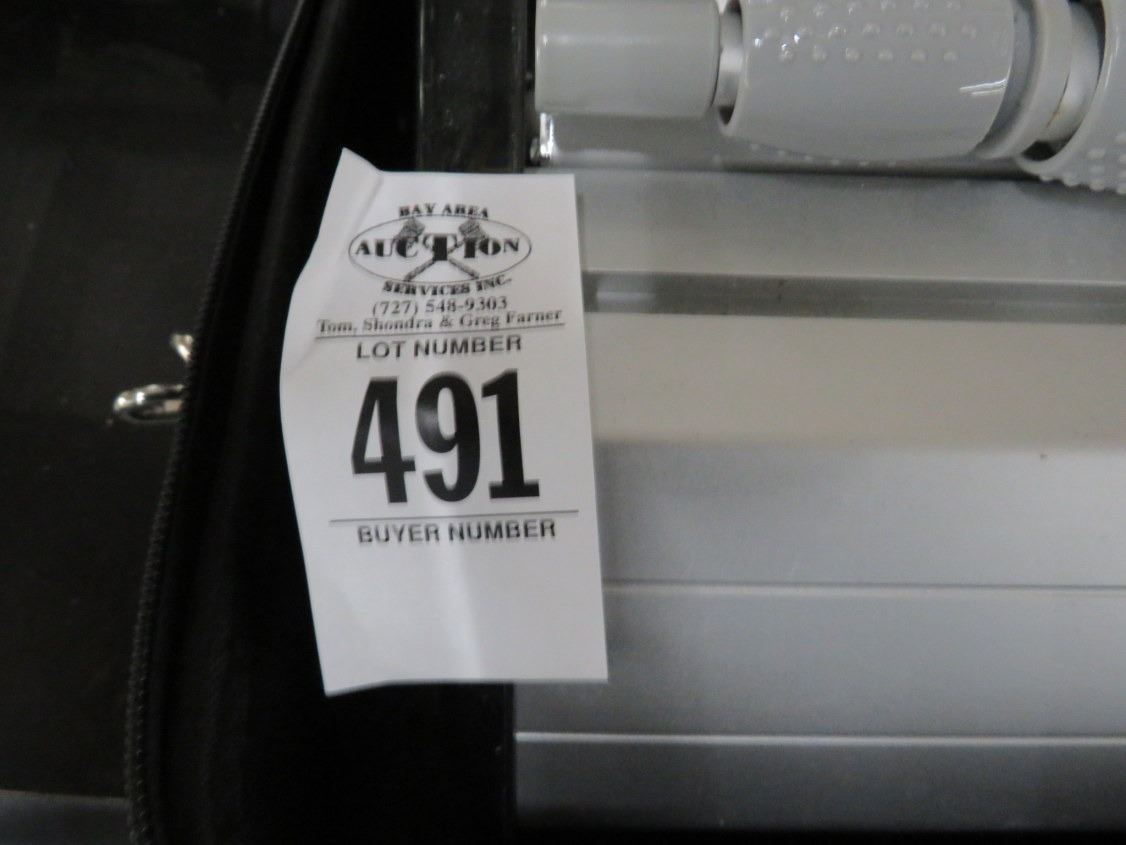 BAY AREA
AUCTION
SERVICES INC.
(727) 548-9303
Tom, Shondra & Greg Farner
LOT NUMBER
491
BUYER NUMBER